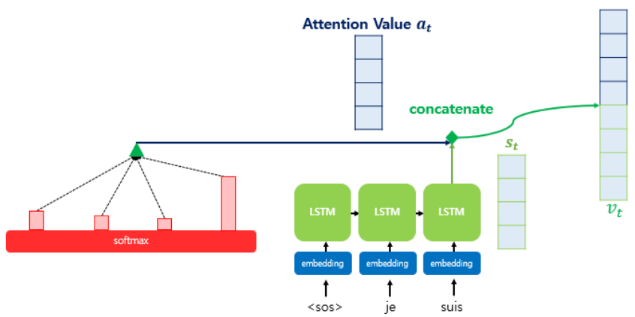 Attention Value a_t
concatenate
s_t
v_t
LSTM LSTM LSTM
softmax
embedding embedding embedding
<sos> je suis